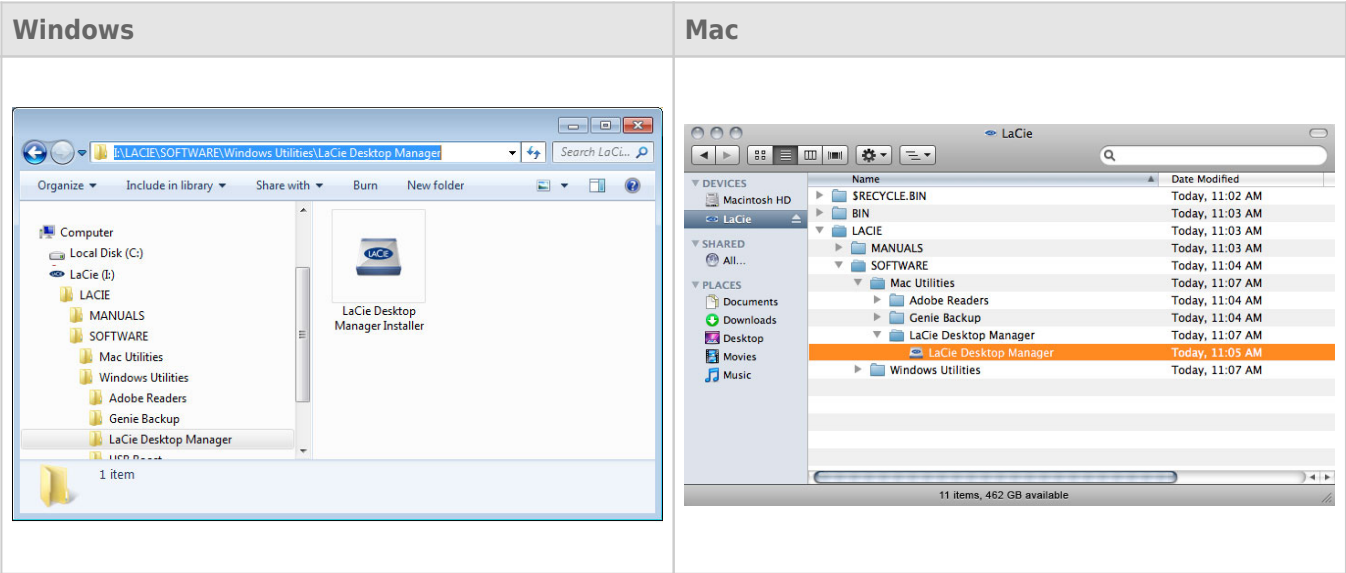 Windows
Mac
I:\LACIE\SOFTWARE\Windows Utilities\LaCie Desktop Manager
Search LaCi...
Organize Include in library Share with Burn New folder
Computer
Local Disk (C:)
LaCie (I:)
LACIE
MANUALS
SOFTWARE
Mac Utilities
Windows Utilities
Adobe Readers
Genie Backup
LaCie Desktop Manager
USB Boost
LACIE
LaCie Desktop
Manager Installer
1 item
LaCie
DEVICES
Macintosh HD
LaCie
SHARED
All...
PLACES
Documents
Downloads
Desktop
Movies
Music
Name Date Modified
$RECYCLE.BIN Today, 11:02 AM
BIN Today, 11:03 AM
LACIE Today, 11:03 AM
MANUALS Today, 11:03 AM
SOFTWARE Today, 11:04 AM
Mac Utilities Today, 11:07 AM
Adobe Readers Today, 11:04 AM
Genie Backup Today, 11:04 AM
LaCie Desktop Manager Today, 11:07 AM
LaCie Desktop Manager Today, 11:05 AM
Windows Utilities Today, 11:07 AM
11 items, 462 GB available